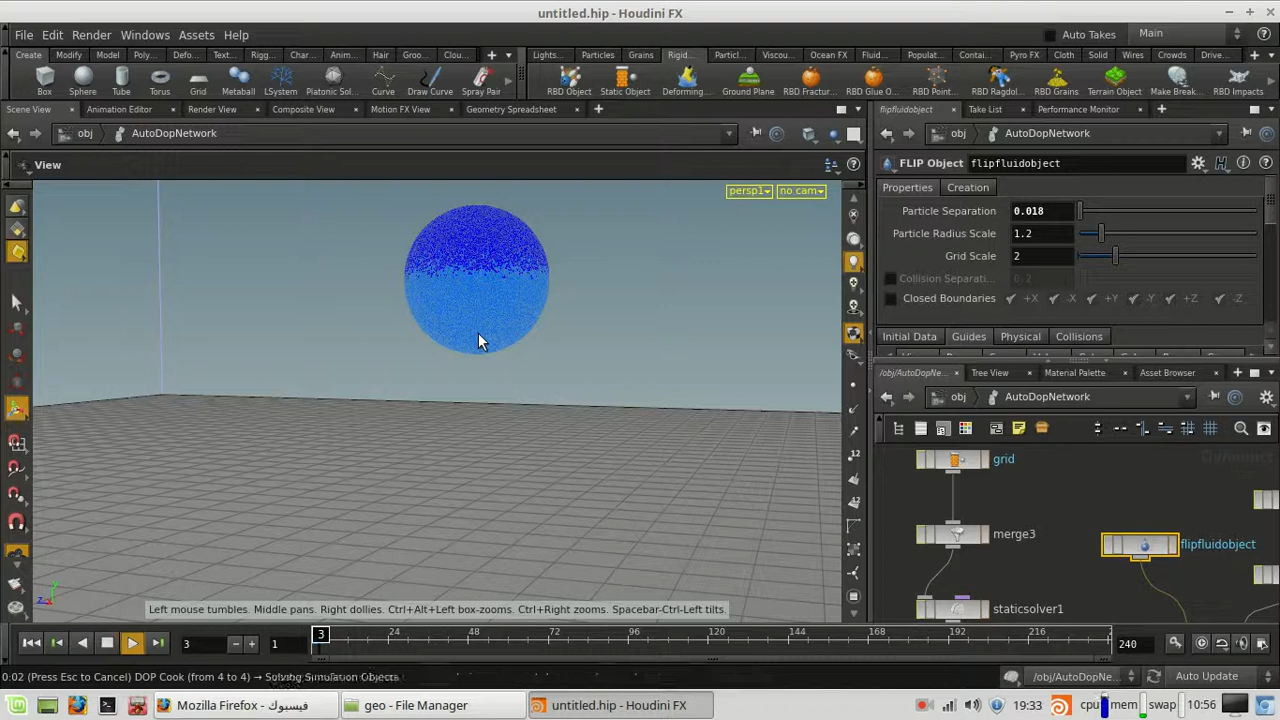 untitled.hip - Houdini FX
File Edit Render Windows Assets Help Auto Takes Main
Create Modify Model Poly... Defo... Text... Rigg... Char... Anim... Hair Groom Clou... Lights... Particles Grains Rigid... Particl... Viscou... Ocean FX Fluid... Populat... Contai... Pyro FX Cloth Solid Wires Crowds Drive...
Box Sphere Tube Torus Grid Metaball LSystem Platonic Sol... Curve Draw Curve Spray Pair RBD Object Static Object Deforming... Ground Plane RBD Fractur... RBD Glue O... RBD Point... RBD Ragdol... RBD Grains Terrain Object Make Break... RBD Impacts
Scene View Animation Editor Render View Composite View Motion FX View Geometry Spreadsheet flipfluidobject Take List Performance Monitor
obj AutoDopNetwork obj AutoDopNetwork
View FLIP Object flipfluidobject
persp1 no cam Properties Creation
Particle Separation 0.018
Particle Radius Scale 1.2
Grid Scale 2
Collision Separati... 0.2
Closed Boundaries +X -X +Y -Y +Z -Z
Initial Data Guides Physical Collisions
/obj/AutoDopNe... Tree View Material Palette Asset Browser
obj AutoDopNetwork
grid
merge3
flipfluidobject
staticsolver1
Left mouse tumbles. Middle pans. Right dollies. Ctrl+Alt+Left box-zooms. Ctrl+Right zooms. Spacebar-Ctrl-Left tilts.
3 1 3 24 48 72 96 120 144 168 192 216 2 240
0:02 (Press Esc to Cancel) DOP Cook (from 4 to 4) → Solving Simulation Objects /obj/AutoDopNe... Auto Update
Mozilla Firefox - فيسبوك geo - File Manager untitled.hip - Houdini FX 19:33 cpu mem swap 10:56